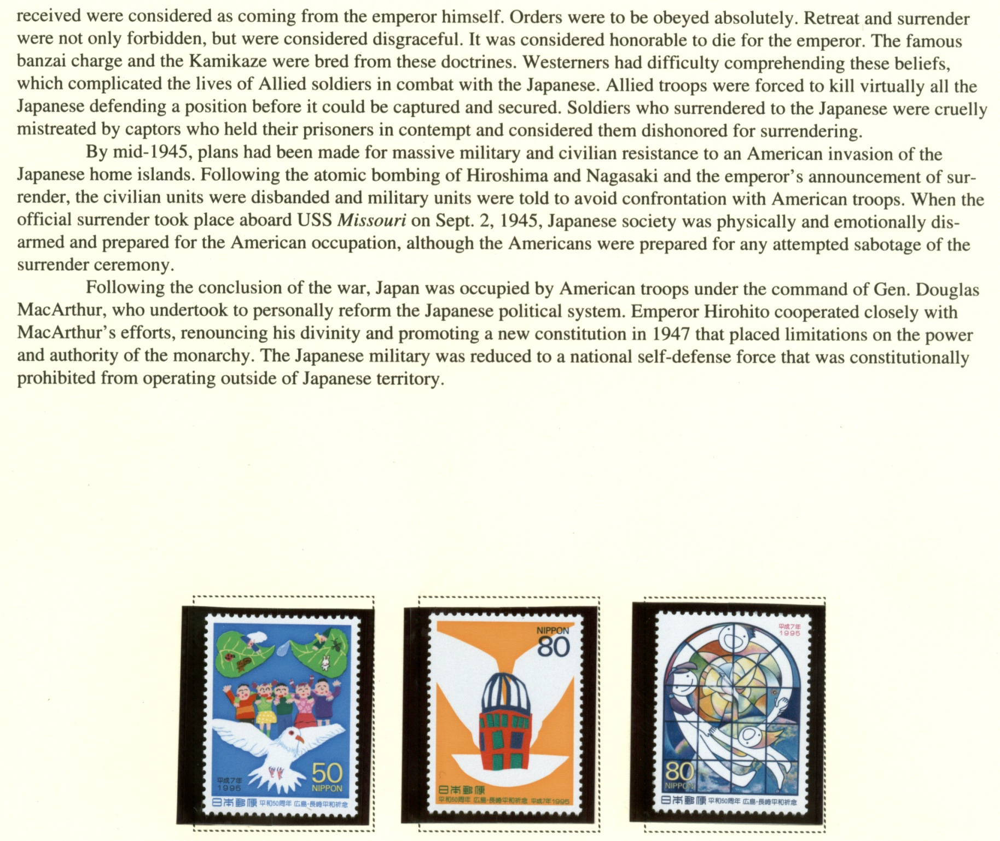 received were considered as coming from the emperor himself. Orders were to be obeyed absolutely. Retreat and surrender
were not only forbidden, but were considered disgraceful. It was considered honorable to die for the emperor. The famous
banzai charge and the Kamikaze were bred from these doctrines. Westerners had difficulty comprehending these beliefs,
which complicated the lives of Allied soldiers in combat with the Japanese. Allied troops were forced to kill virtually all the
Japanese defending a position before it could be captured and secured. Soldiers who surrendered to the Japanese were cruelly
mistreated by captors who held their prisoners in contempt and considered them dishonored for surrendering.
By mid-1945, plans had been made for massive military and civilian resistance to an American invasion of the
Japanese home islands. Following the atomic bombing of Hiroshima and Nagasaki and the emperor's announcement of sur-
render, the civilian units were disbanded and military units were told to avoid confrontation with American troops. When the
official surrender took place aboard USS Missouri on Sept. 2, 1945, Japanese society was physically and emotionally dis-
armed and prepared for the American occupation, although the Americans were prepared for any attempted sabotage of the
surrender ceremony.
Following the conclusion of the war, Japan was occupied by American troops under the command of Gen. Douglas
MacArthur, who undertook to personally reform the Japanese political system. Emperor Hirohito cooperated closely with
MacArthur's efforts, renouncing his divinity and promoting a new constitution in 1947 that placed limitations on the power
and authority of the monarchy. The Japanese military was reduced to a national self-defense force that was constitutionally
prohibited from operating outside of Japanese territory.
平成7年
1995
50
NIPPON
日本郵便 平和50周年 広島・長崎平和祈念
NIPPON
80
日本郵便
平和50周年 広島・長崎平和祈念 平成7年1995
平成7年
1995
80
NIPPON
日本郵便 平和50周年 広島・長崎平和祈念